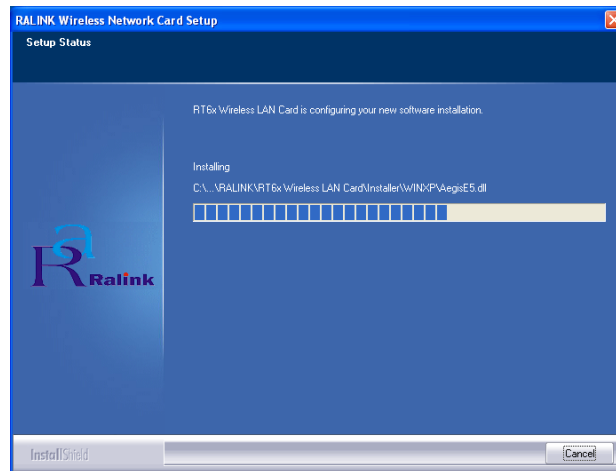 RALINK Wireless Network Card Setup
Setup Status
RT6x Wireless LAN Card is configuring your new software installation.
Installing
C:\...\RALINK\RT6x Wireless LAN Card\Installer\WINXP\AegisE5.dll
Ra
Ralink
InstallShield
Cancel